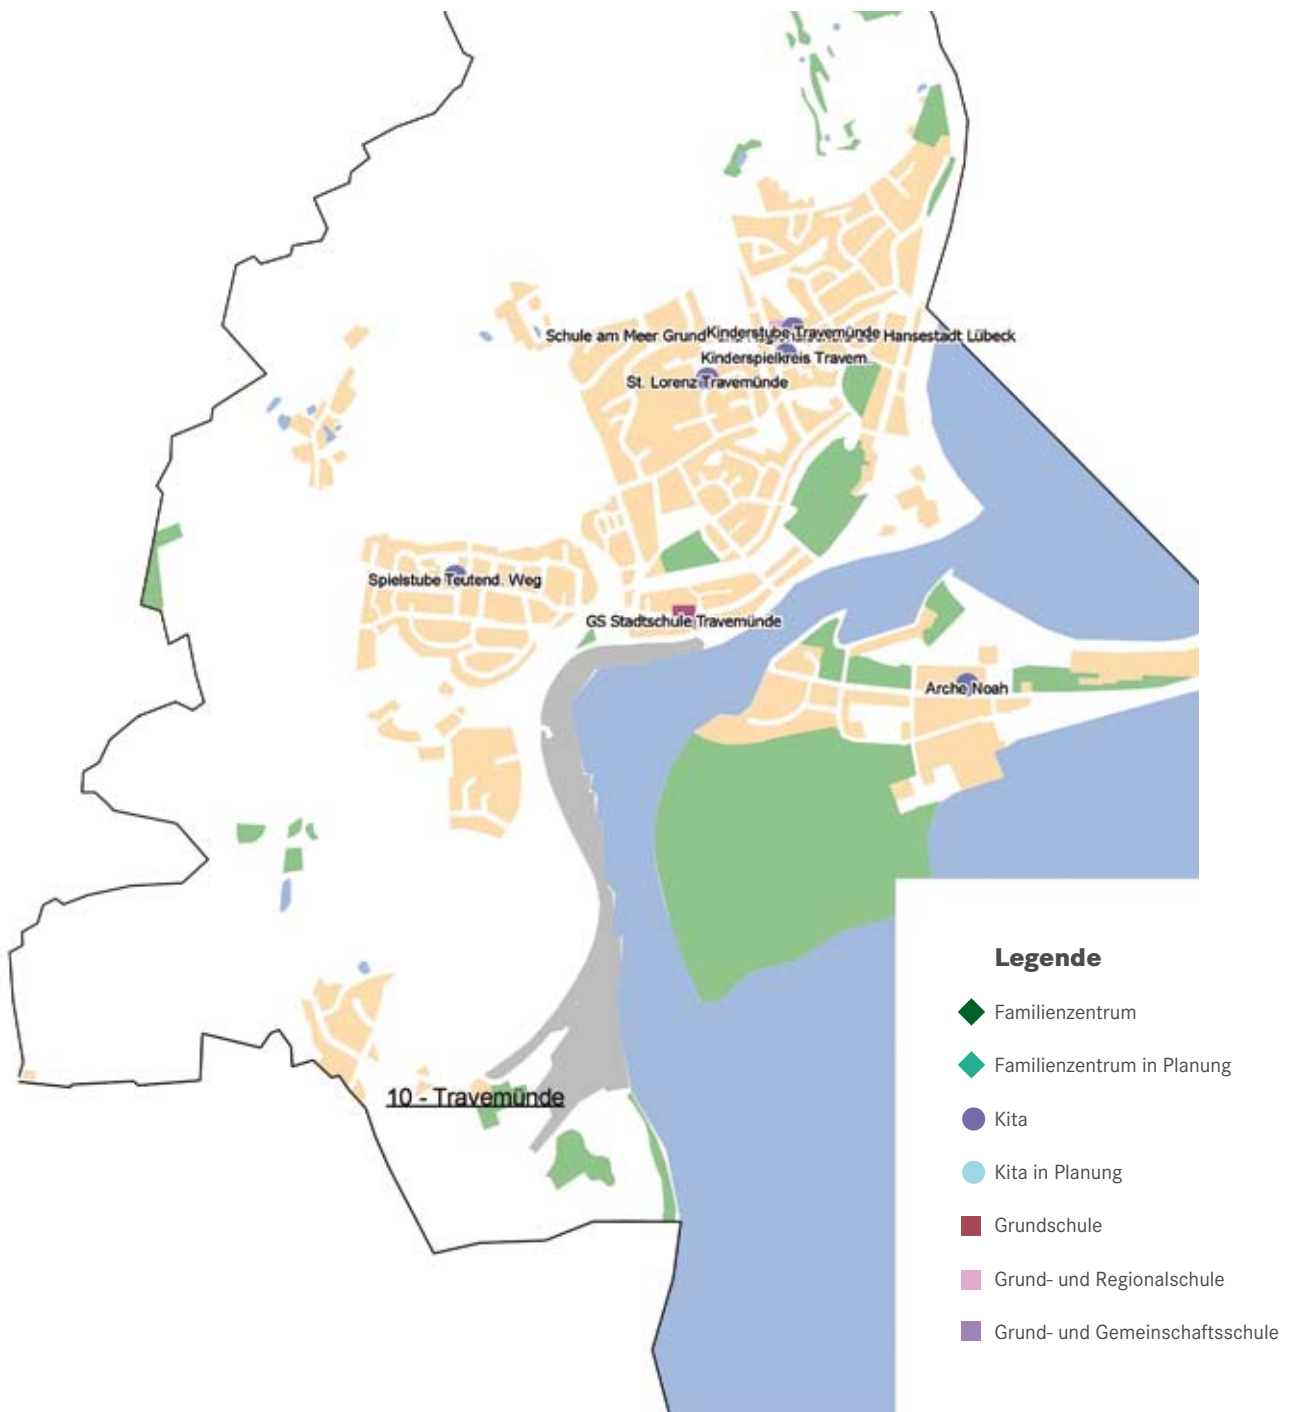 Schule am Meer Grund
Kinderstube Travemünde
Hansestadt Lübeck
Kinderspielkreis Travem.
St. Lorenz Travemünde
Spielstube Teutend. Weg
GS Stadtschule Travemünde
Arche Noah
10 - Travemünde
Legende
Familienzentrum
Familienzentrum in Planung
Kita
Kita in Planung
Grundschule
Grund- und Regionalschule
Grund- und Gemeinschaftsschule